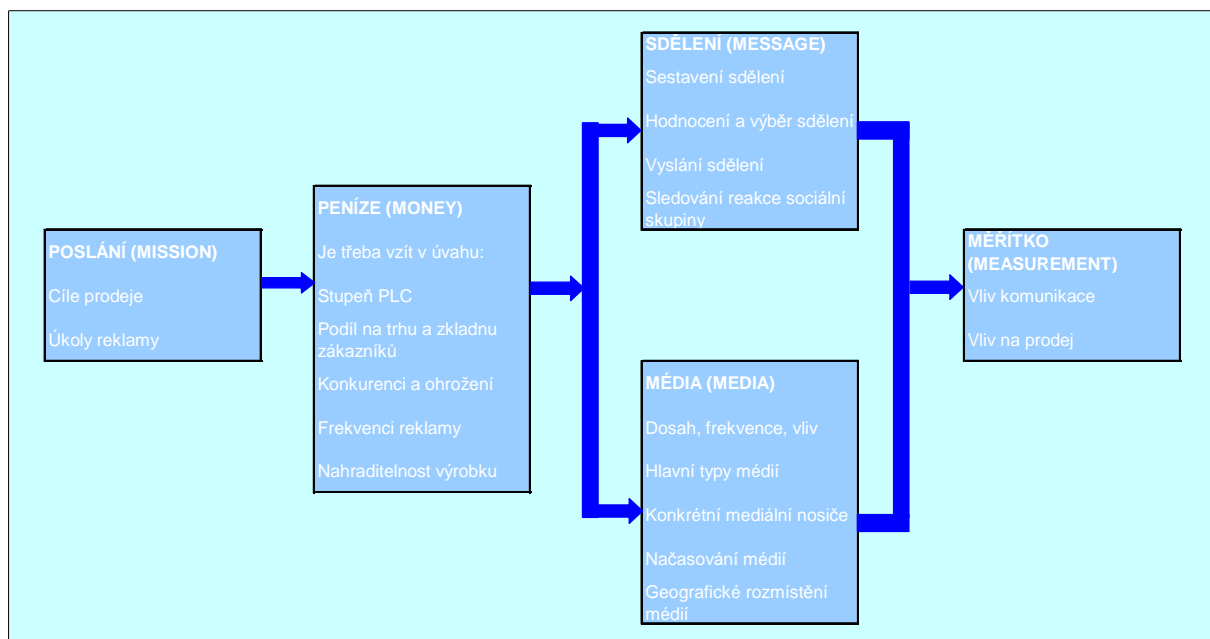 POSLÁNÍ (MISSION)
Cíle prodeje
Úkoly reklamy
PENÍZE (MONEY)
Je třeba vzít v úvahu:
Stupeň PLC
Podíl na trhu a zkladnu
zákazníků
Konkurenci a ohrožení
Frekvenci reklamy
Nahraditelnost výrobku
SDĚLENÍ (MESSAGE)
Sestavení sdělení
Hodnocení a výběr sdělení
Vyslání sdělení
Sledování reakce sociální
skupiny
MÉDIA (MEDIA)
Dosah, frekvence, vliv
Hlavní typy médií
Konkrétní mediální nosiče
Načasování médií
Geografické rozmístění
médií
MĚŘÍTKO
(MEASUREMENT)
Vliv komunikace
Vliv na prodej